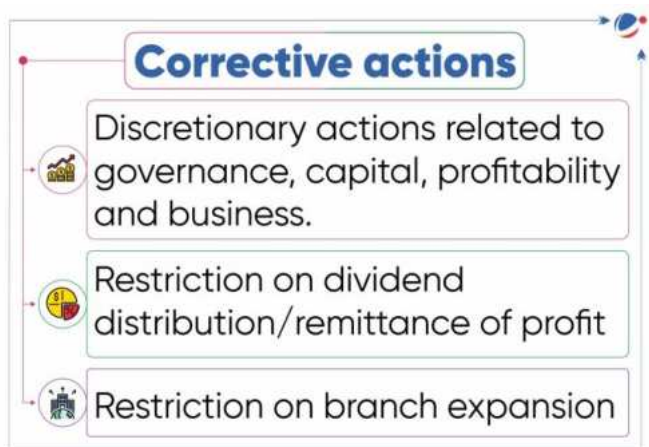 Corrective actions
Discretionary actions related to
governance, capital, profitability
and business.
Restriction on dividend
distribution/remittance of profit
Restriction on branch expansion